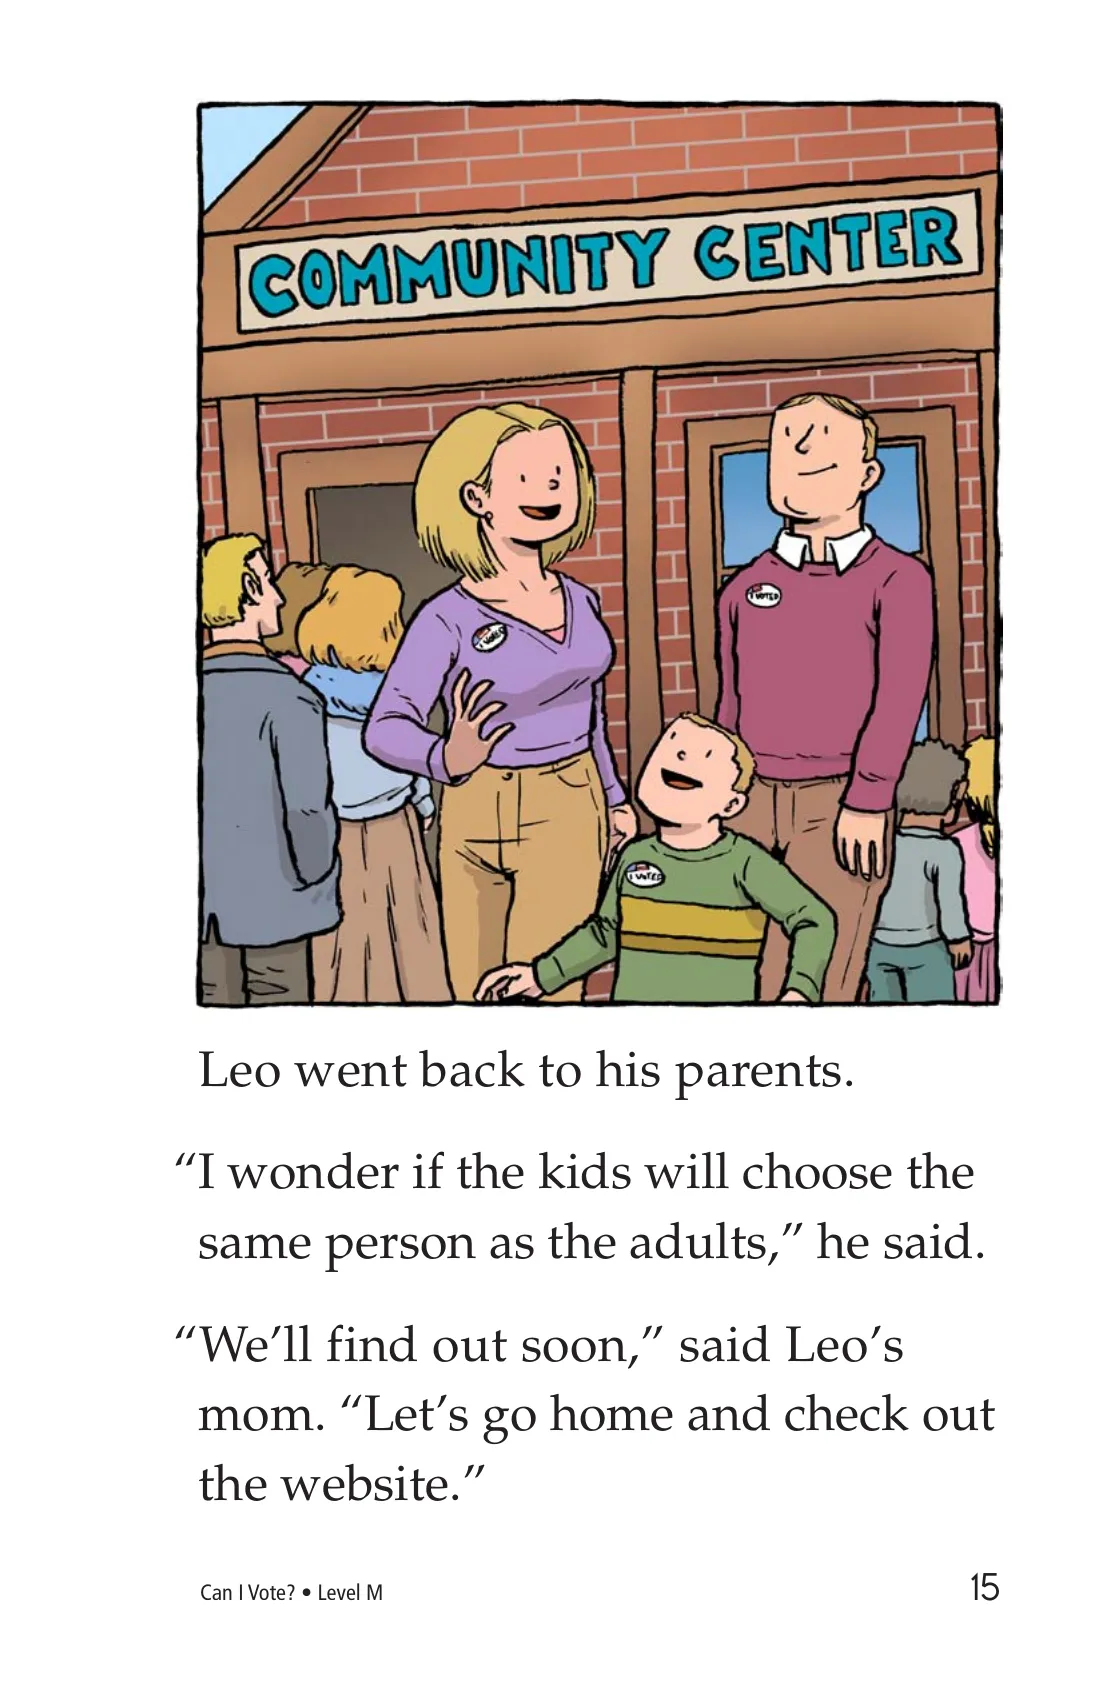 COMMUNITY CENTER
I VOTED
I VOTED
I VOTED
Leo went back to his parents.
“I wonder if the kids will choose the
same person as the adults,” he said.
“We’ll find out soon,” said Leo’s
mom. “Let’s go home and check out
the website.”
Can I Vote? • Level M
15